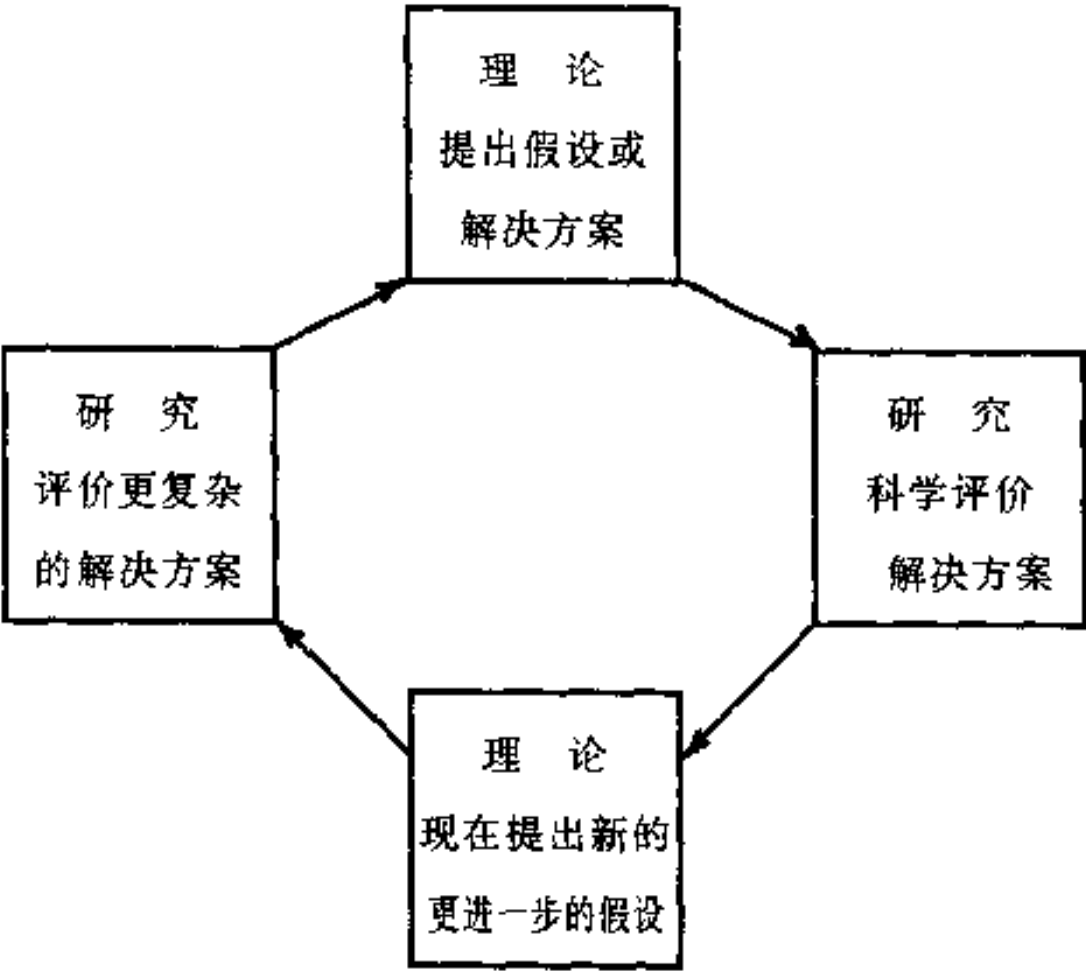 理 论
提出假设或
解决方案
研 究
评价更复杂
的解决方案
研 究
科学评价
解决方案
理 论
现在提出新的
更进一步的假设